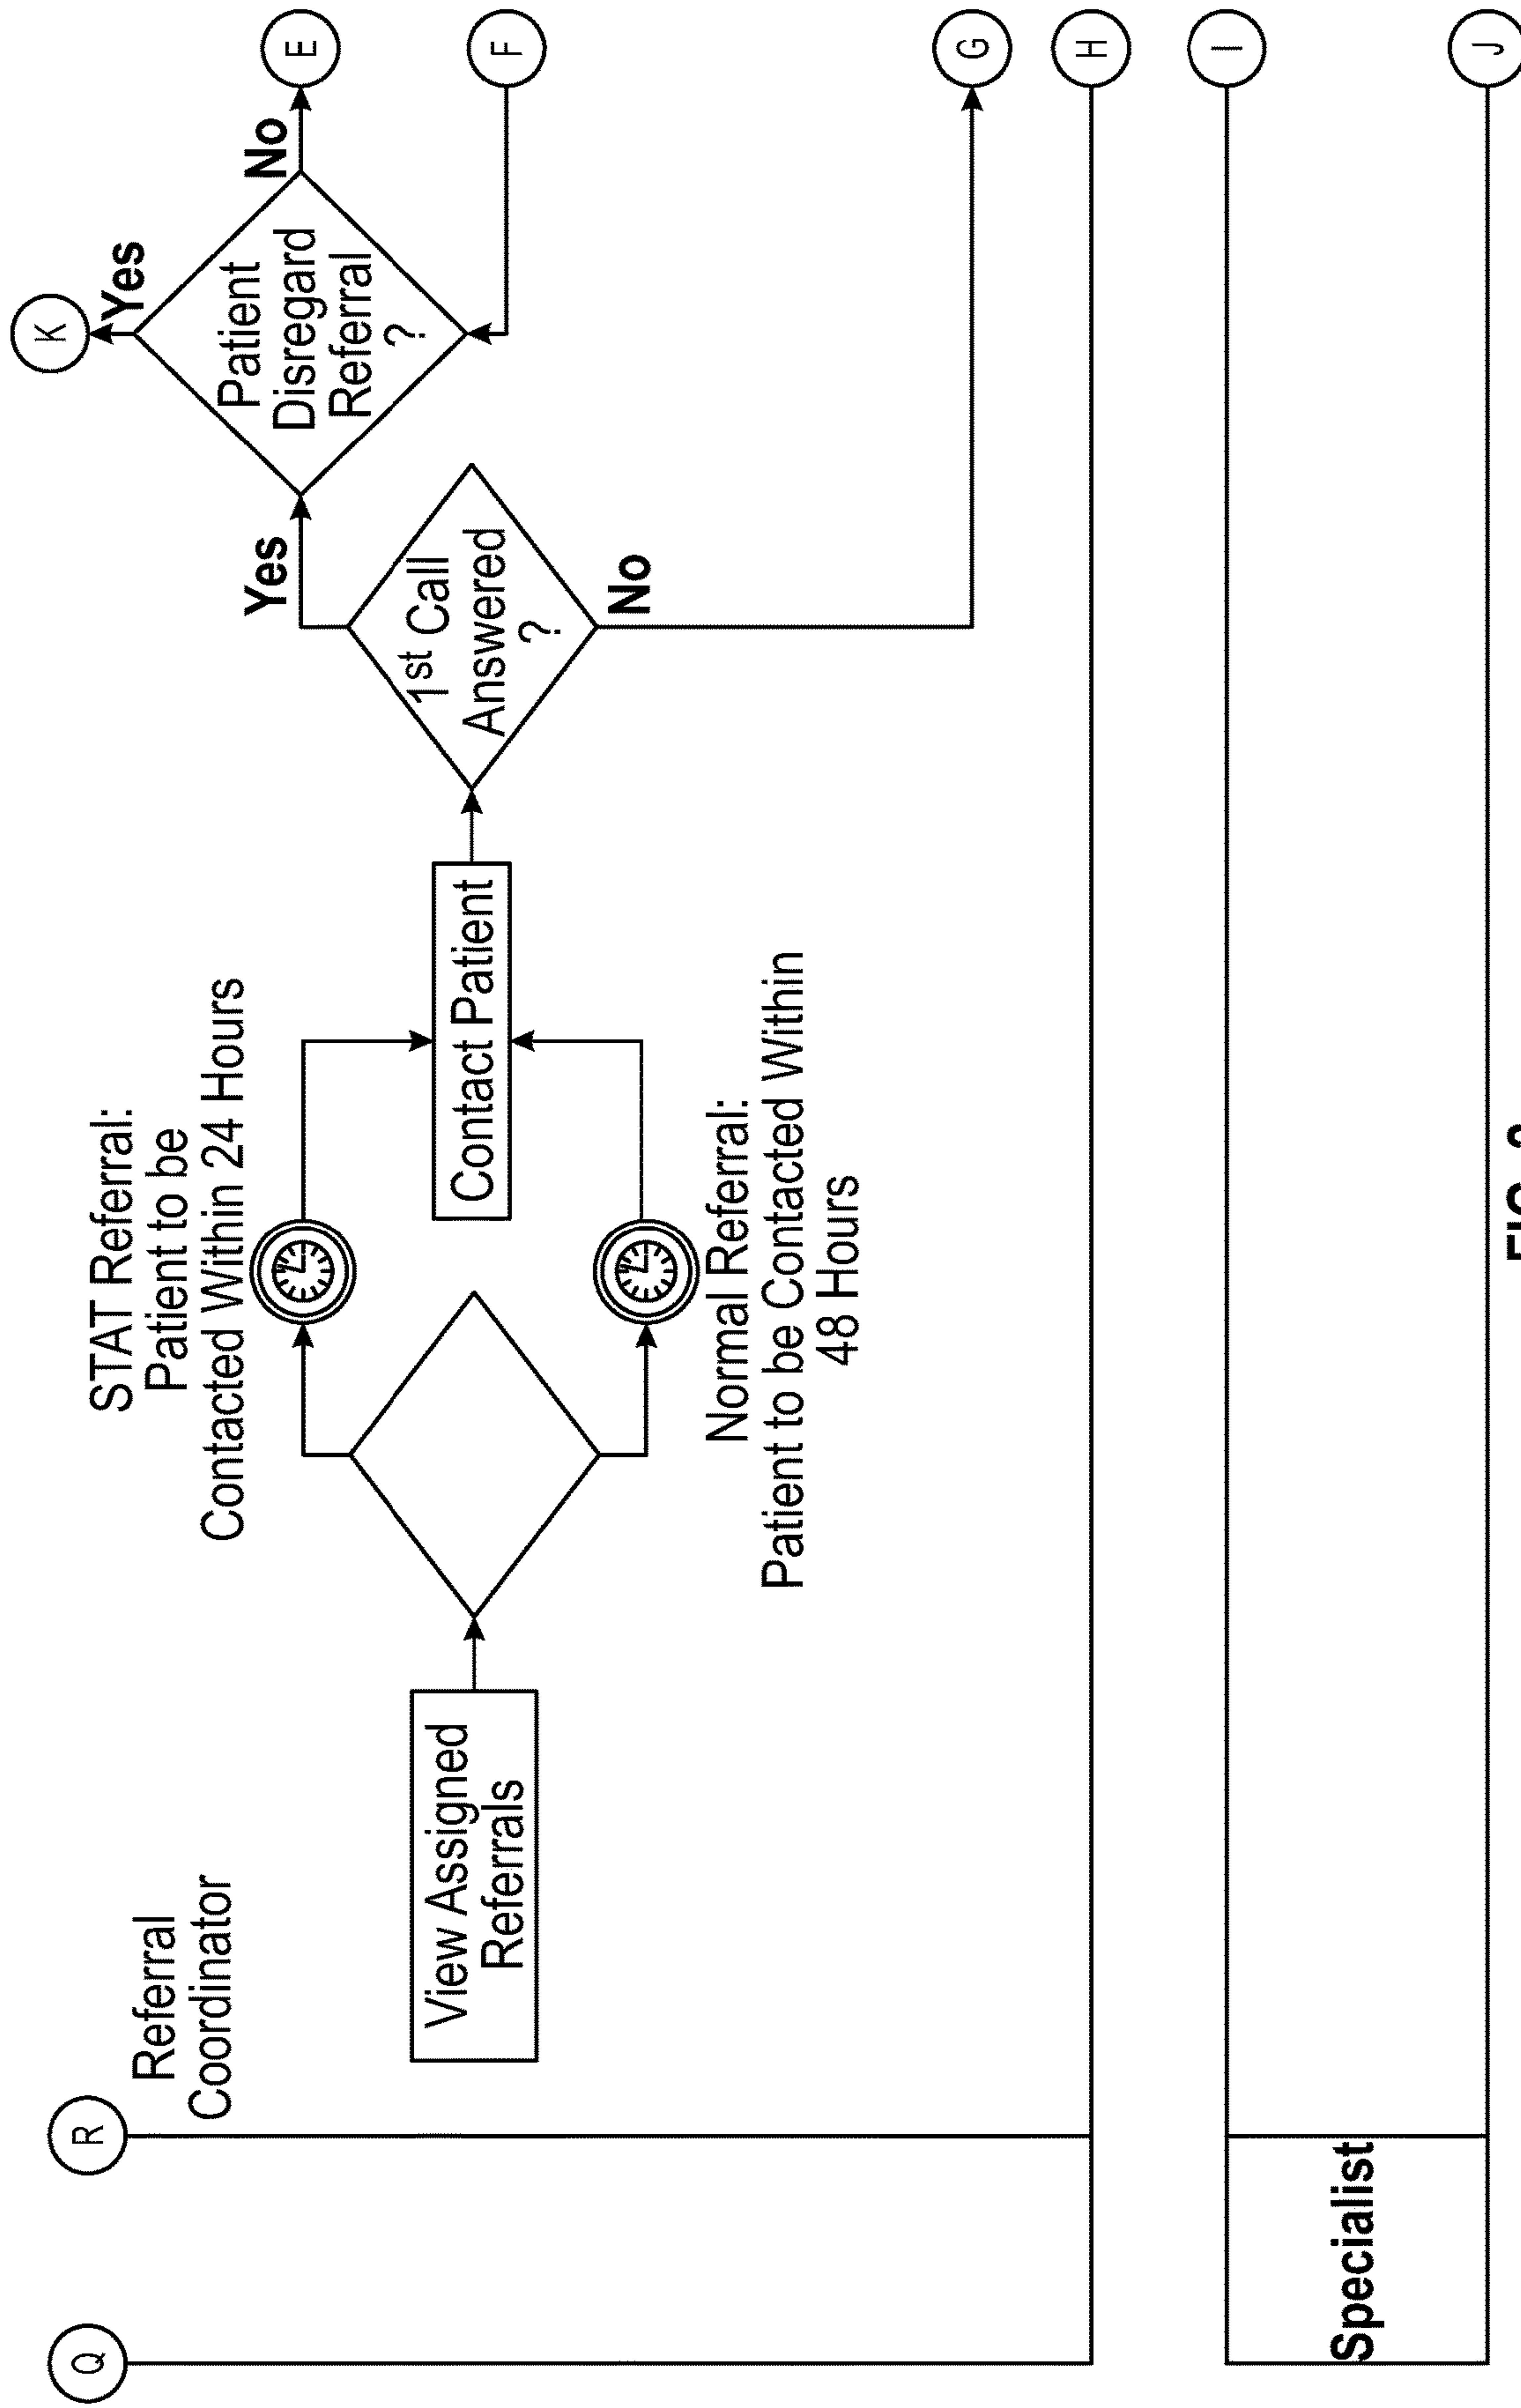 K
Q
R
Referral
Coordinator
STAT Referral:
Patient to be
Contacted Within 24 Hours
Yes
View Assigned
Referrals
Contact Patient
1st Call
Answered
?
Yes
Patient
Disregard
Referral
?
No
E
F
Normal Referral:
Patient to be Contacted Within
48 Hours
No
G
H
I
Specialist
J
FIG.